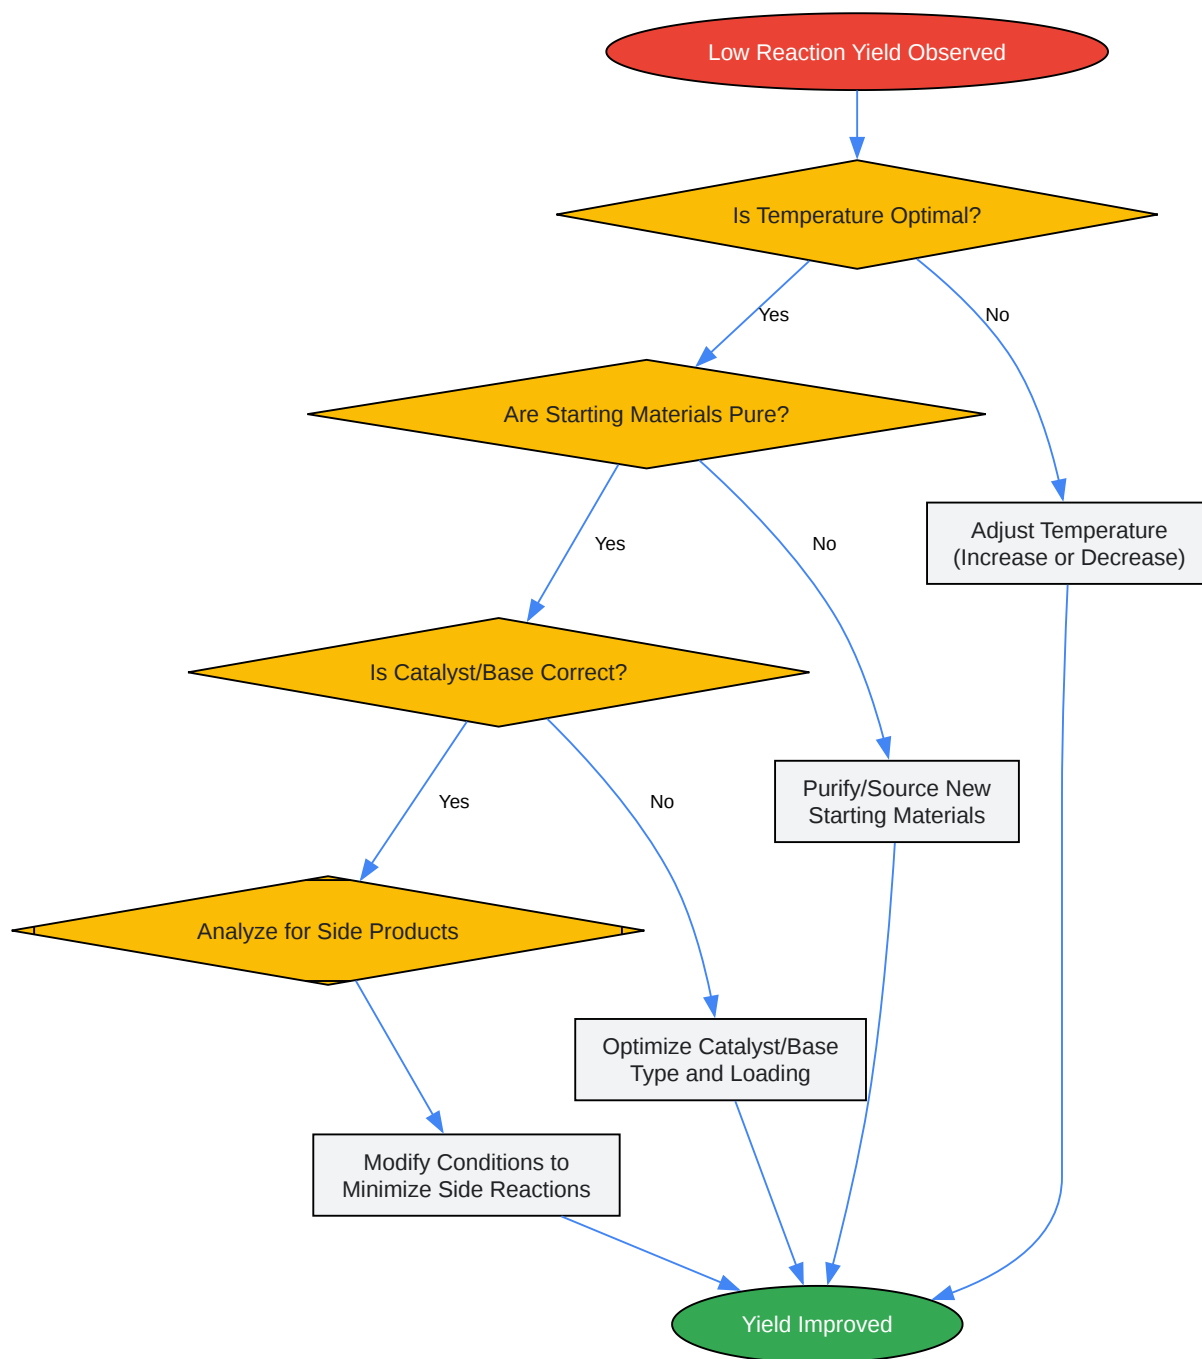 Low Reaction Yield Observed
Is Temperature Optimal?
Yes
No
Are Starting Materials Pure?
Adjust Temperature
(Increase or Decrease)
Yes
No
Is Catalyst/Base Correct?
Purify/Source New
Starting Materials
Yes
No
Analyze for Side Products
Optimize Catalyst/Base
Type and Loading
Modify Conditions to
Minimize Side Reactions
Yield Improved